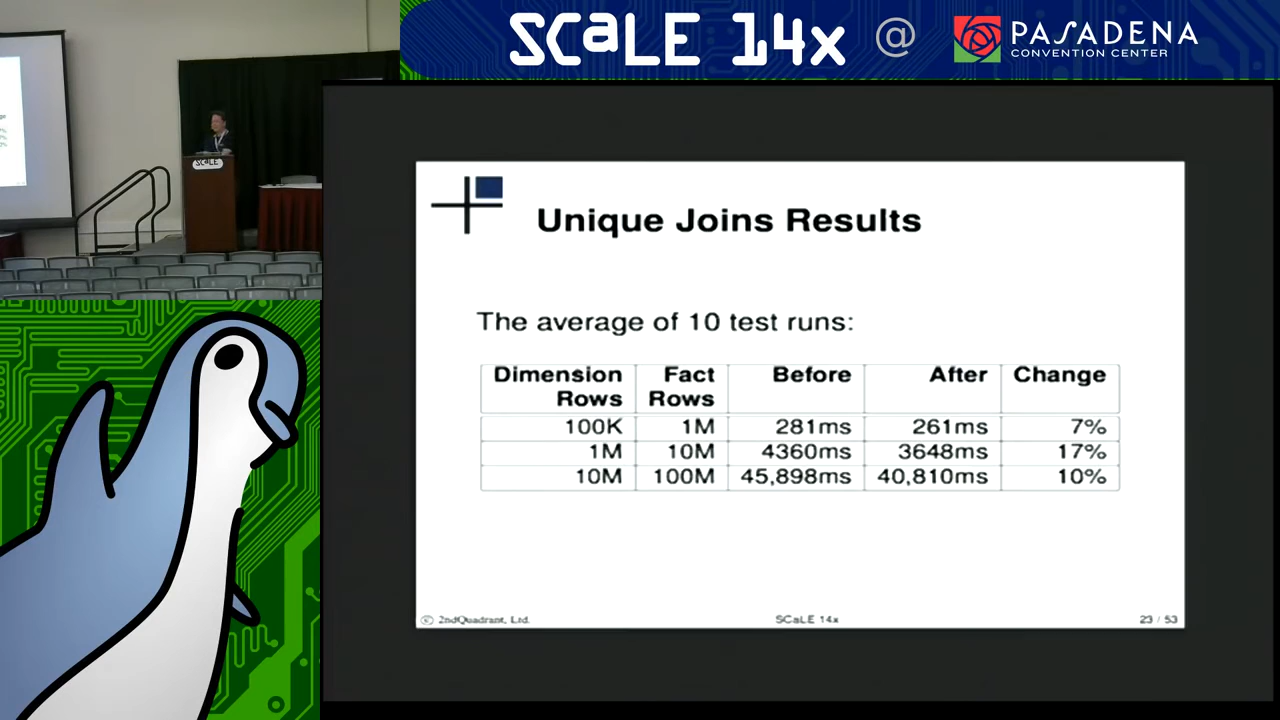 SCaLE 14x @ PASADENA
CONVENTION CENTER
SCaLE
Unique Joins Results
The average of 10 test runs:
Dimension Rows Fact Rows Before After Change
100K 1M 281ms 261ms 7%
1M 10M 4360ms 3648ms 17%
10M 100M 45,898ms 40,810ms 10%
© 2ndQuadrant, Ltd. SCaLE 14x 23 / 53